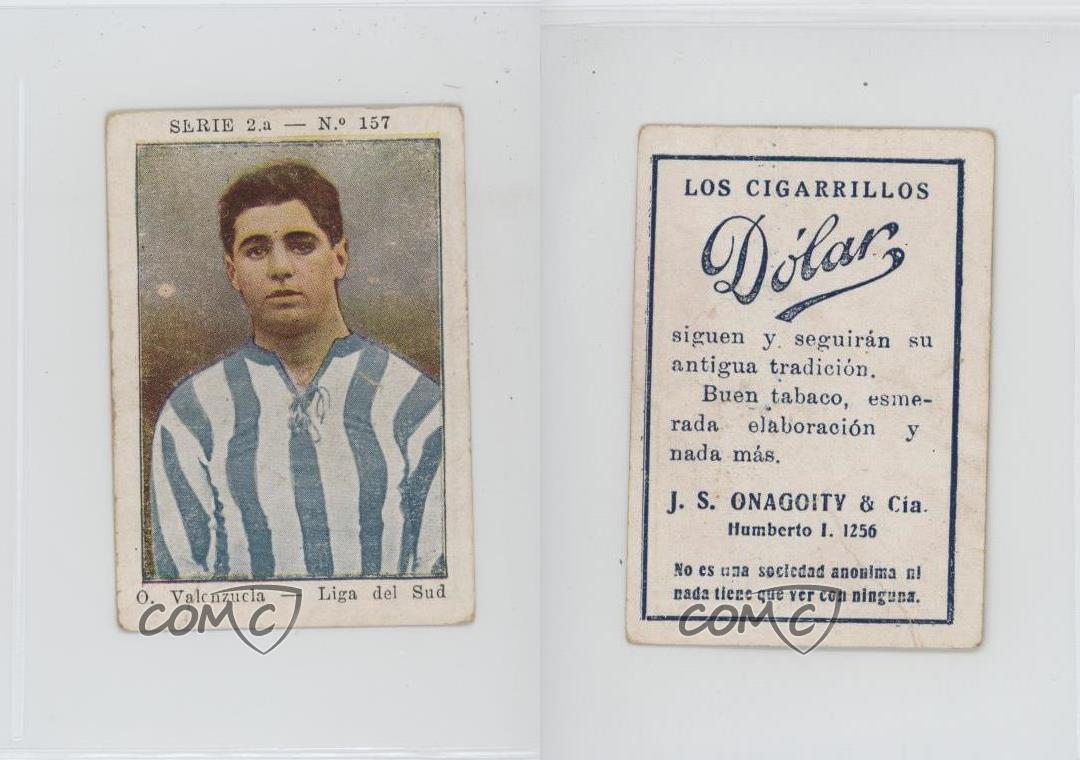 SERIE 2.a — N.º 157
O. Valenzuela — Liga del Sud
COMC
LOS CIGARRILLOS
Dólar
siguen y seguirán su
antigua tradición.
Buen tabaco, esme-
rada elaboración y
nada más.
J. S. ONAGOITY & Cía.
Humberto I. 1256
No es una sociedad anonima ni
nada tiene que ver con ninguna.
COMC